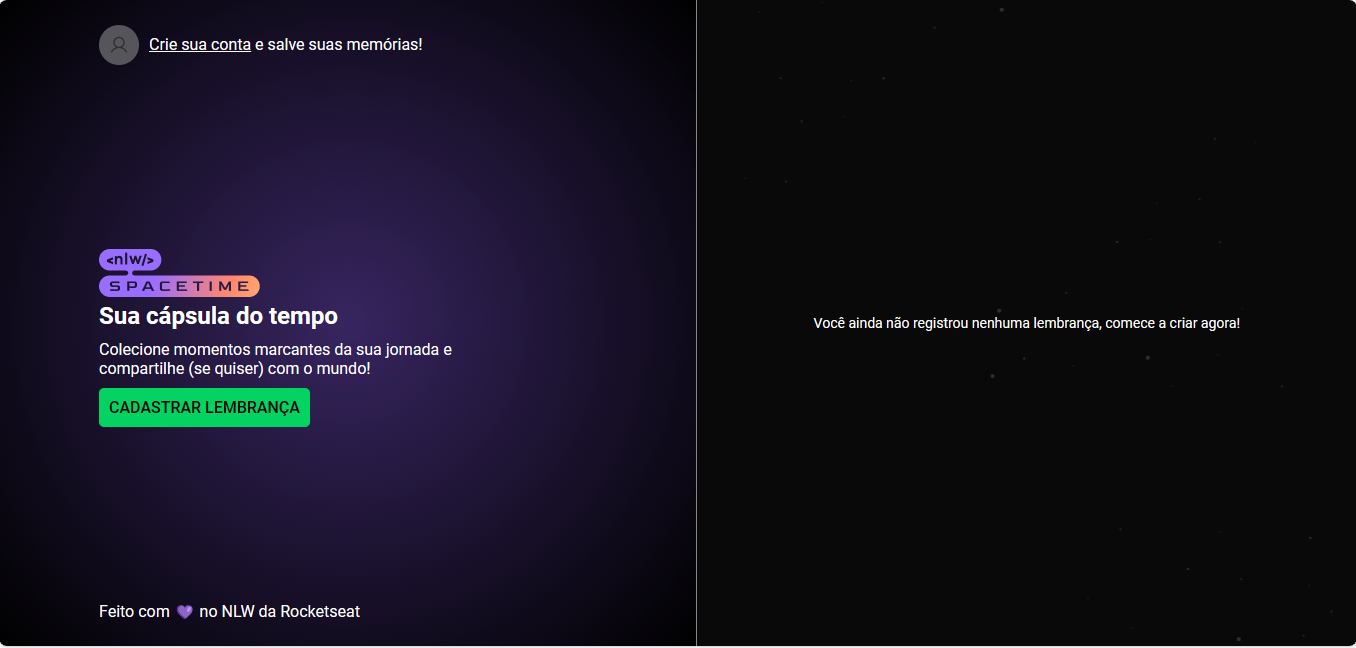 Crie sua conta e salve suas memórias!
<nlw/>
SPACETIME
Sua cápsula do tempo
Colecione momentos marcantes da sua jornada e
compartilhe (se quiser) com o mundo!
CADASTRAR LEMBRANÇA
Feito com 💜 no NLW da Rocketseat
Você ainda não registrou nenhuma lembrança, comece a criar agora!